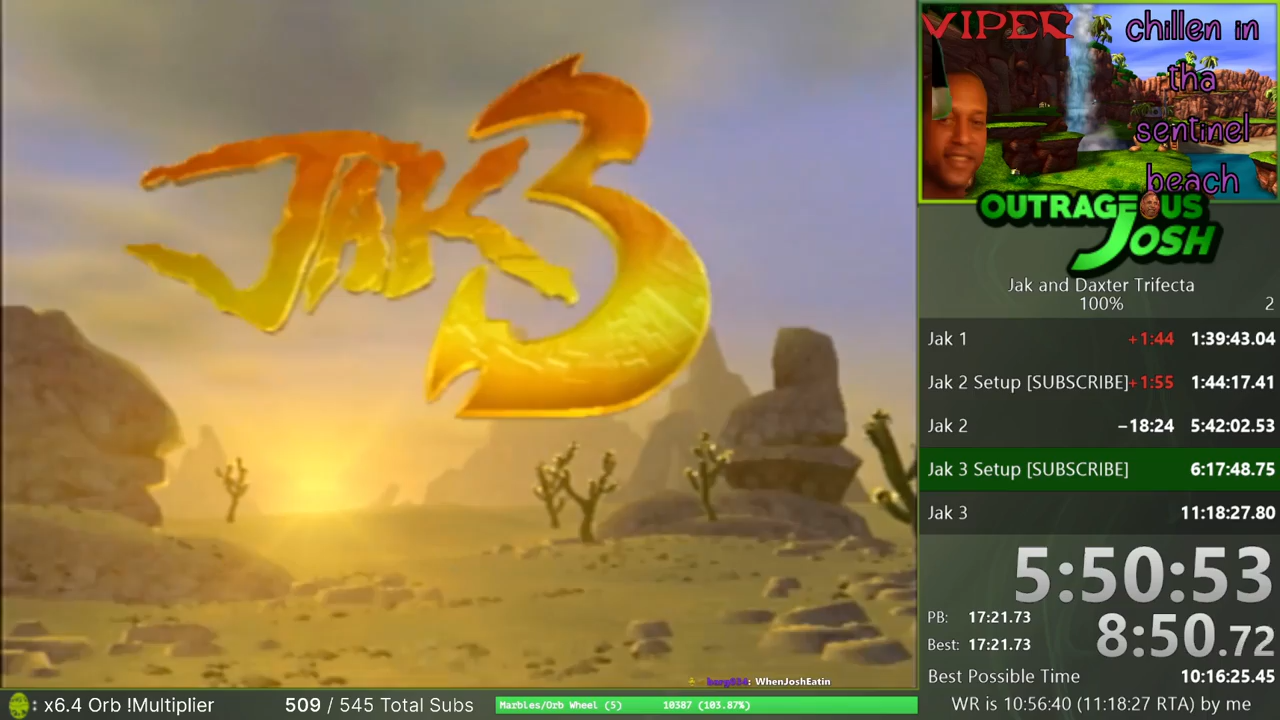 JAK 3
VIPER
chillen in
tha
sentinel
beach
OUTRAGEOUS
JOSH
Jak and Daxter Trifecta
100% 2
Jak 1 +1:44 1:39:43.04
Jak 2 Setup [SUBSCRIBE] +1:55 1:44:17.41
Jak 2 −18:24 5:42:02.53
Jak 3 Setup [SUBSCRIBE] 6:17:48.75
Jak 3 11:18:27.80
5:50:53
PB: 17:21.73
8:50.72
Best: 17:21.73
Best Possible Time 10:16:25.45
WR is 10:56:40 (11:18:27 RTA) by me
: WhenJoshEatin
: x6.4 Orb !Multiplier 509 / 545 Total Subs Marbles/Orb Wheel (5) 10387 (103.87%)